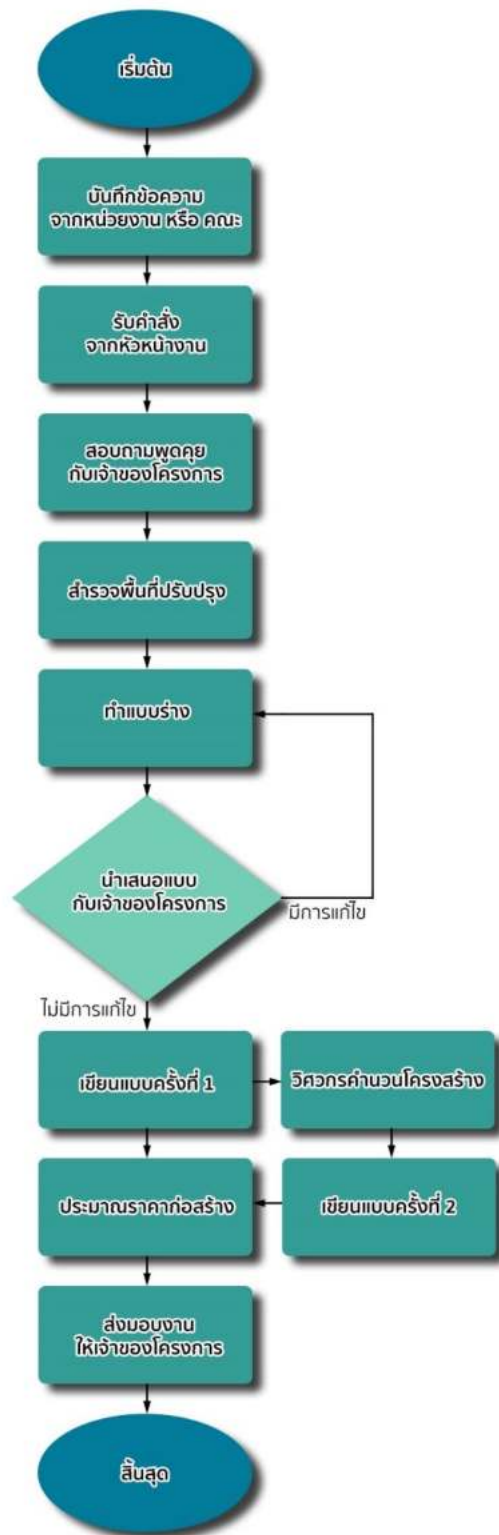 เริ่มต้น
บันทึกข้อความ
จากหน่วยงาน หรือ คณะ
รับคำสั่ง
จากหัวหน้างาน
สอบถามพูดคุย
กับเจ้าของโครงการ
สำรวจพื้นที่ปรับปรุง
ทำแบบร่าง
นำเสนอแบบ
กับเจ้าของโครงการ
มีการแก้ไข
ไม่มีการแก้ไข
เขียนแบบครั้งที่ 1
วิศวกรคำนวนโครงสร้าง
ประมาณราคาก่อสร้าง
เขียนแบบครั้งที่ 2
ส่งมอบงาน
ให้เจ้าของโครงการ
สิ้นสุด